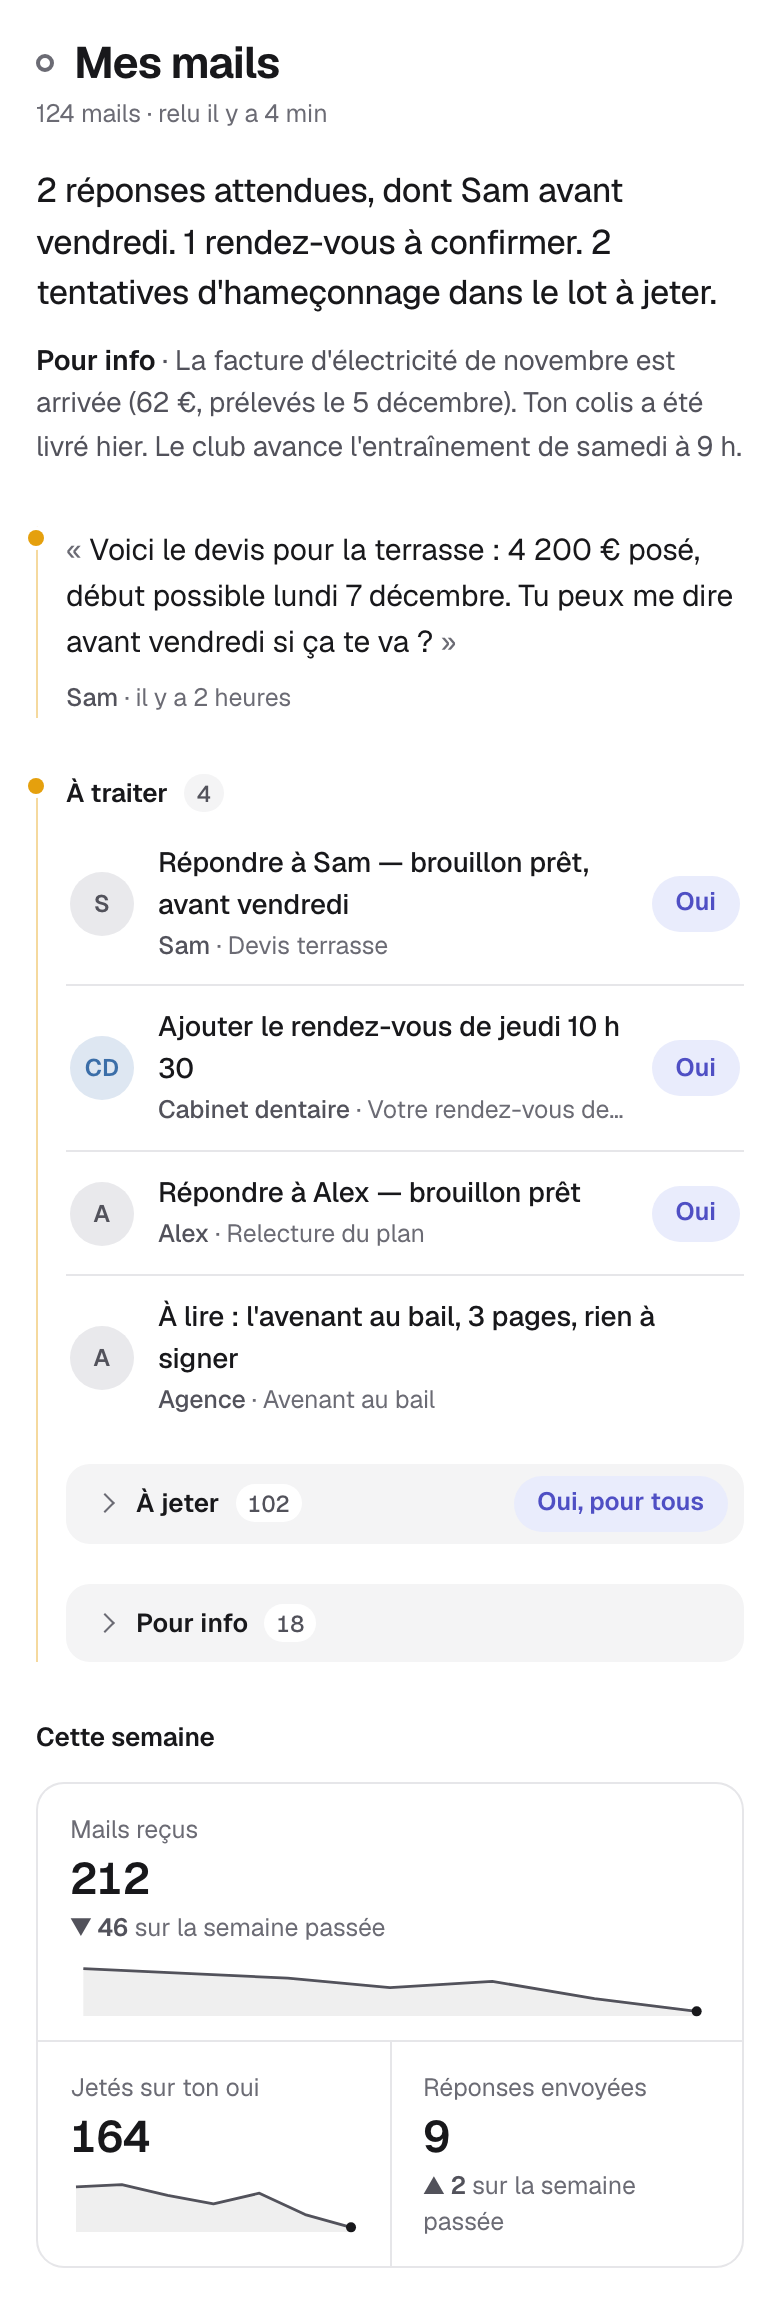 Mes mails
124 mails · relu il y a 4 min
2 réponses attendues, dont Sam avant
vendredi. 1 rendez-vous à confirmer. 2
tentatives d'hameçonnage dans le lot à jeter.
Pour info · La facture d'électricité de novembre est
arrivée (62 €, prélevés le 5 décembre). Ton colis a été
livré hier. Le club avance l'entraînement de samedi à 9 h.
« Voici le devis pour la terrasse : 4 200 € posé,
début possible lundi 7 décembre. Tu peux me dire
avant vendredi si ça te va ? »
Sam · il y a 2 heures
À traiter 4
S
Répondre à Sam — brouillon prêt,
avant vendredi
Sam · Devis terrasse
Oui
CD
Ajouter le rendez-vous de jeudi 10 h
30
Cabinet dentaire · Votre rendez-vous de...
Oui
A
Répondre à Alex — brouillon prêt
Alex · Relecture du plan
Oui
A
À lire : l'avenant au bail, 3 pages, rien à
signer
Agence · Avenant au bail
À jeter 102 Oui, pour tous
Pour info 18
Cette semaine
Mails reçus
212
▼ 46 sur la semaine passée
Jetés sur ton oui
164
Réponses envoyées
9
▲ 2 sur la semaine
passée